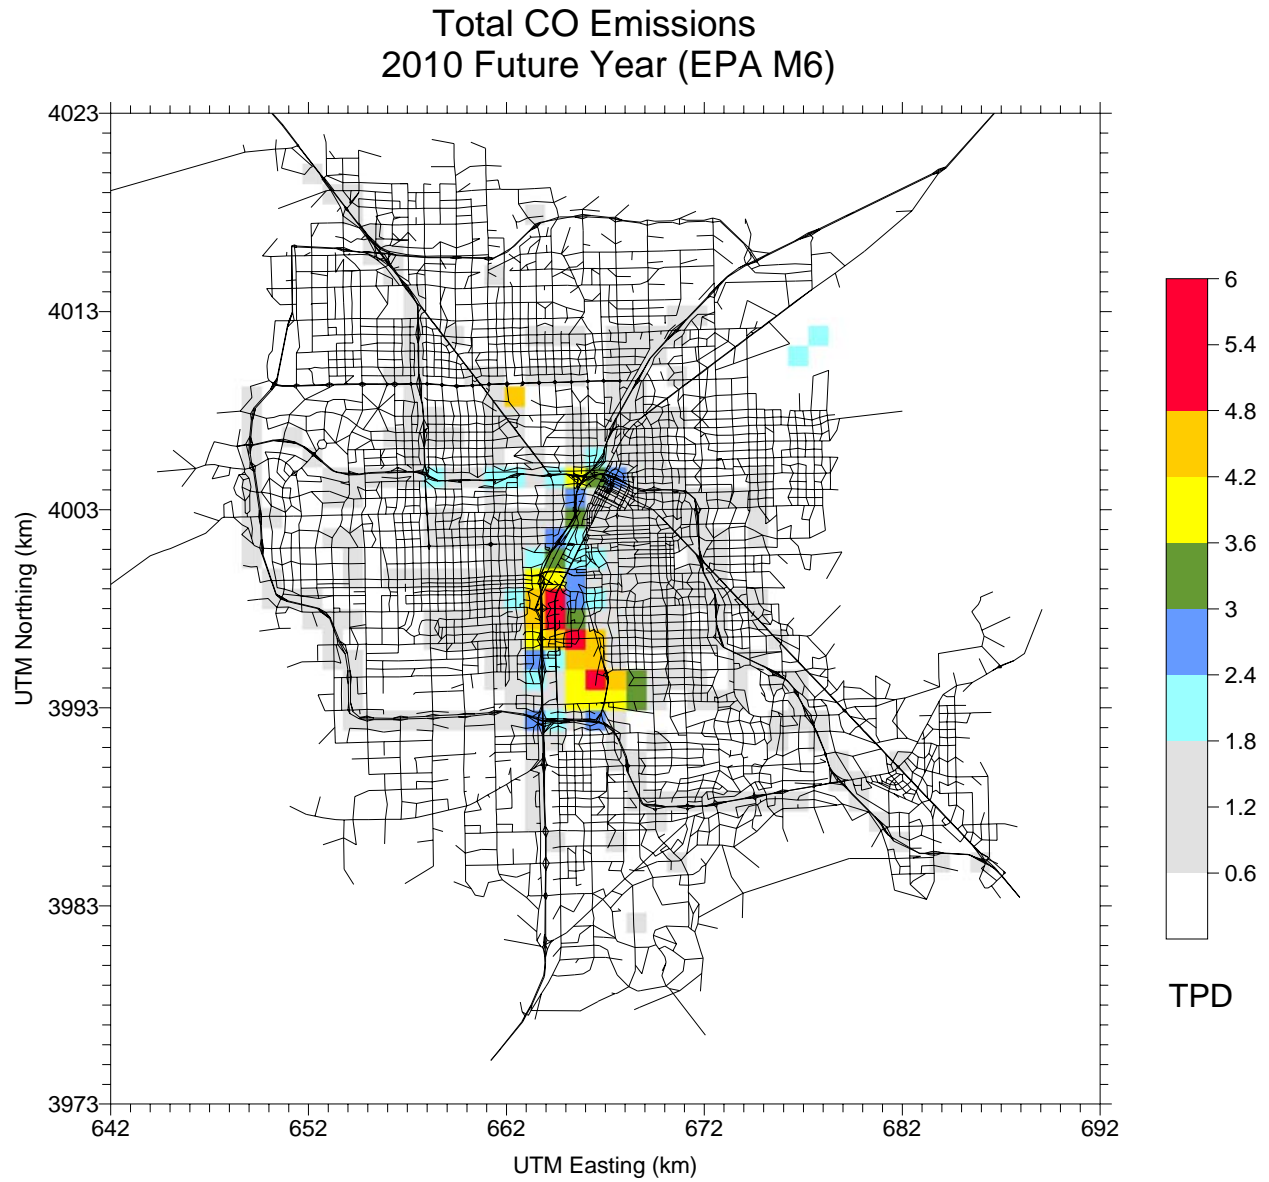 Total CO Emissions
2010 Future Year (EPA M6)
4023
4013
4003
3993
3983
3973
UTM Northing (km)
642 652 662 672 682 692
UTM Easting (km)
6
5.4
4.8
4.2
3.6
3
2.4
1.8
1.2
0.6
TPD